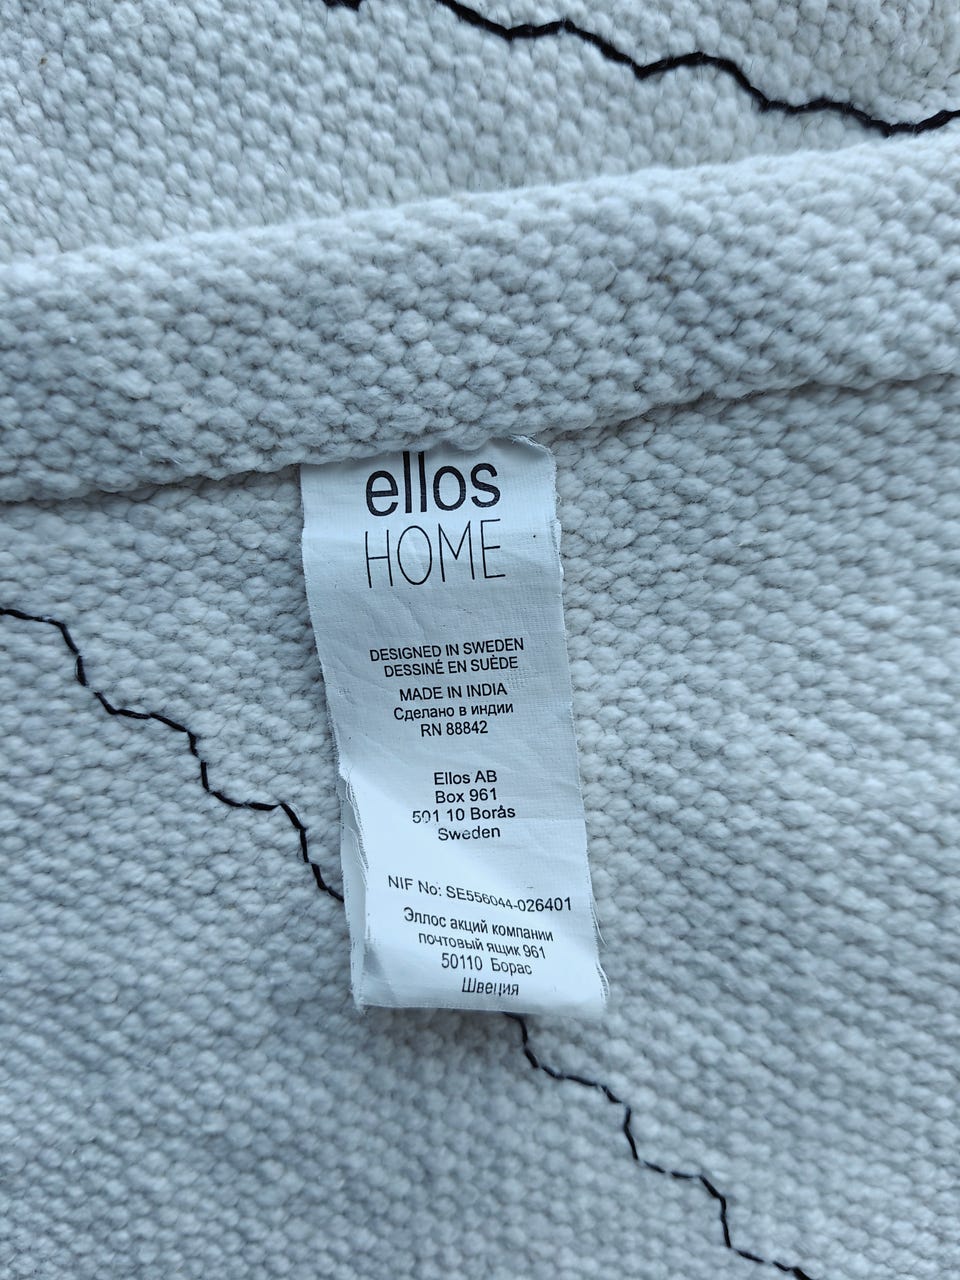 ellos
HOME
DESIGNED IN SWEDEN
DESSINÉ EN SUÈDE
MADE IN INDIA
Сделано в индии
RN 88842
Ellos AB
Box 961
501 10 Borås
Sweden
NIF No: SE556044-026401
Эллос акций компании
почтовый ящик 961
50110 Борас
Швеция